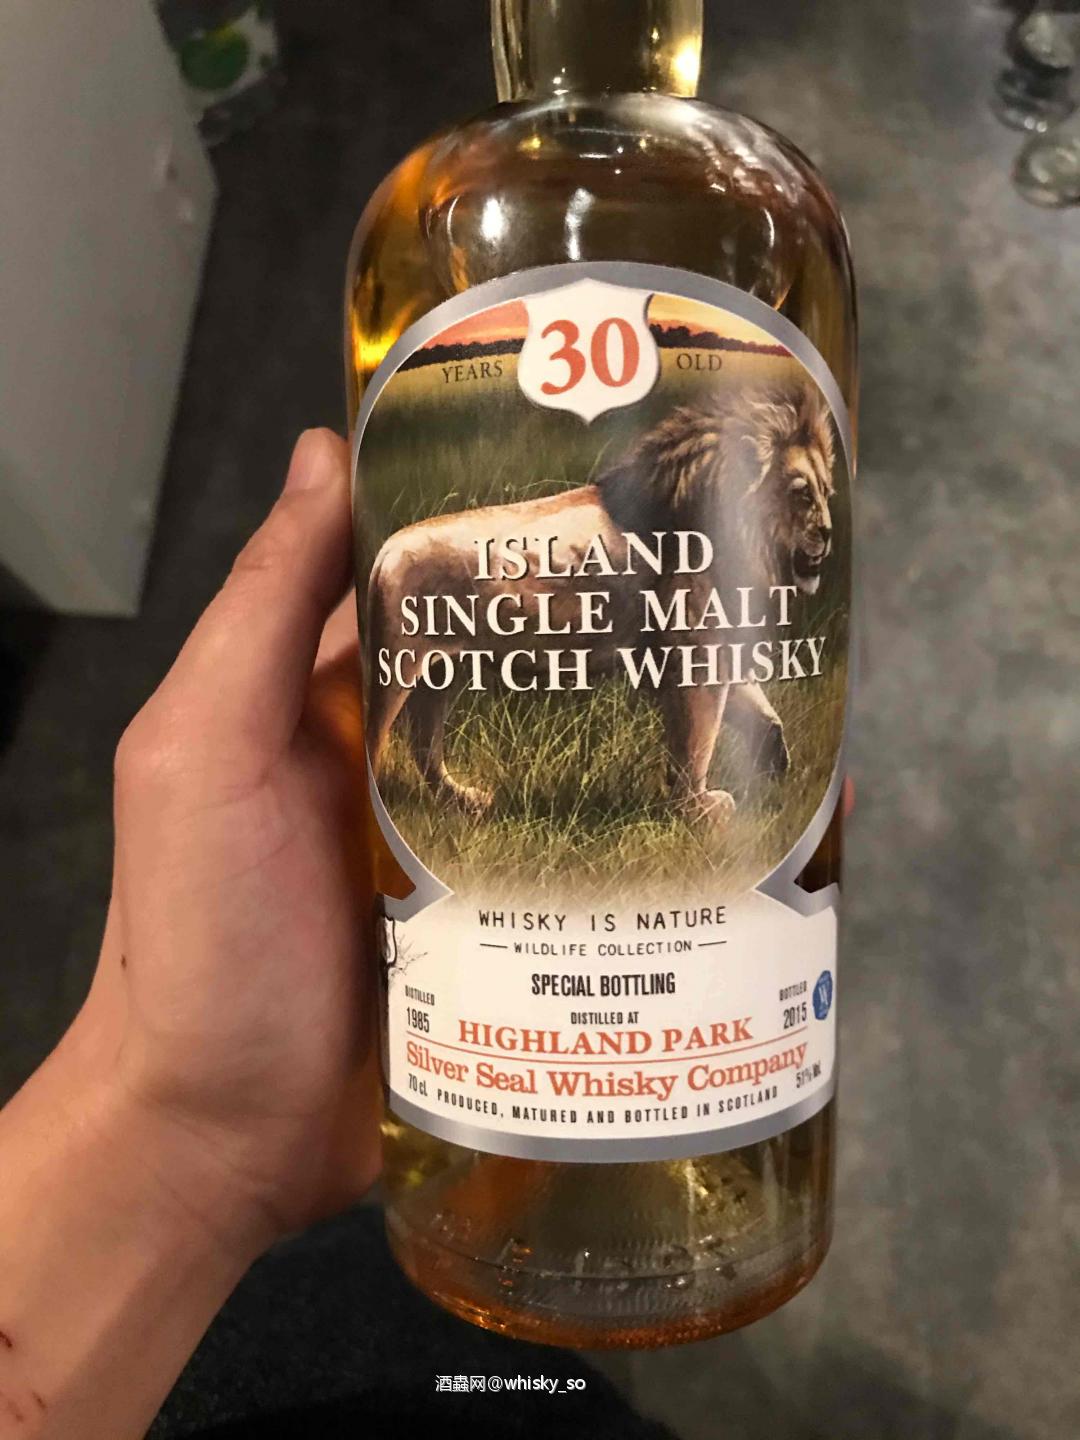 YEARS 30 OLD
ISLAND
SINGLE MALT
SCOTCH WHISKY
WHISKY IS NATURE
WILDLIFE COLLECTION
SPECIAL BOTTLING
DISTILLED
1985
DISTILLED AT
HIGHLAND PARK
BOTTLED
2015
Silver Seal Whisky Company
70 cl PRODUCED, MATURED AND BOTTLED IN SCOTLAND 51% Vol.
酒蟲网@whisky_so